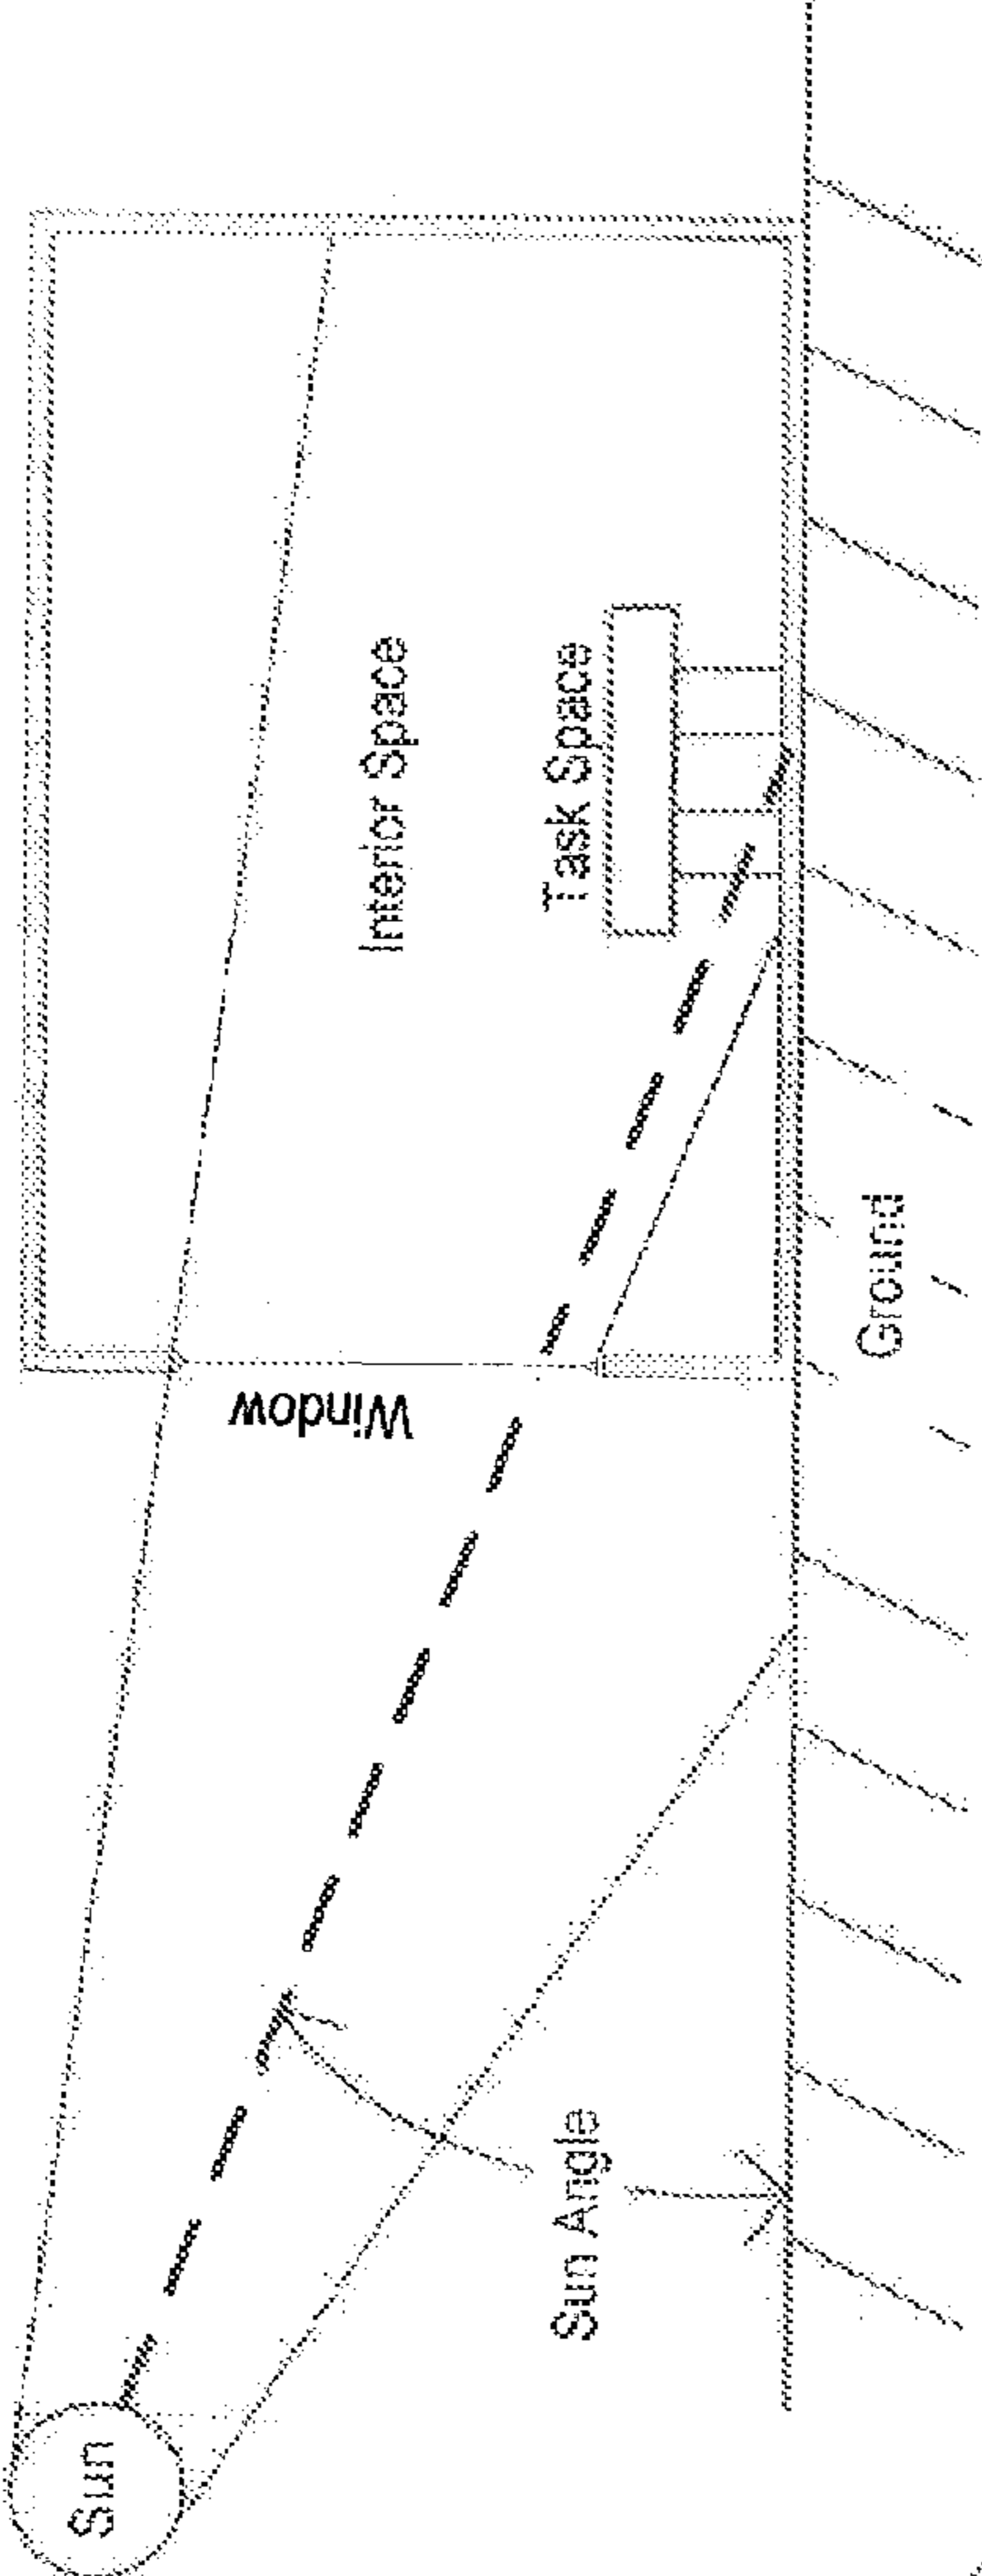 Sun
Sun Angle
Window
Interior Space
Task Space
Ground